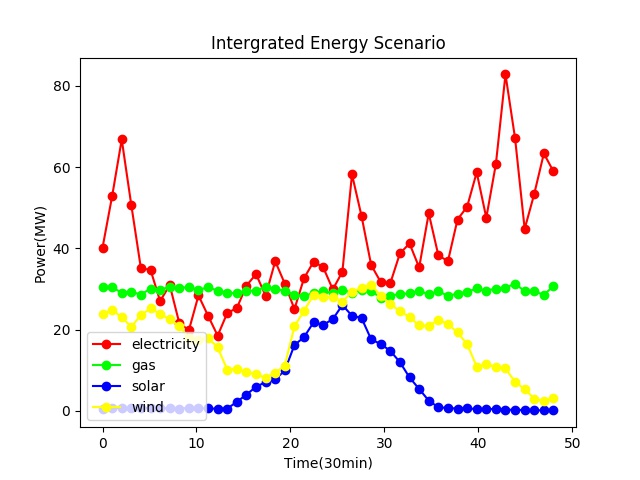 Intergrated Energy Scenario
Power(MW)
80
60
40
20
0
electricity
gas
solar
wind
0 10 20 30 40 50
Time(30min)